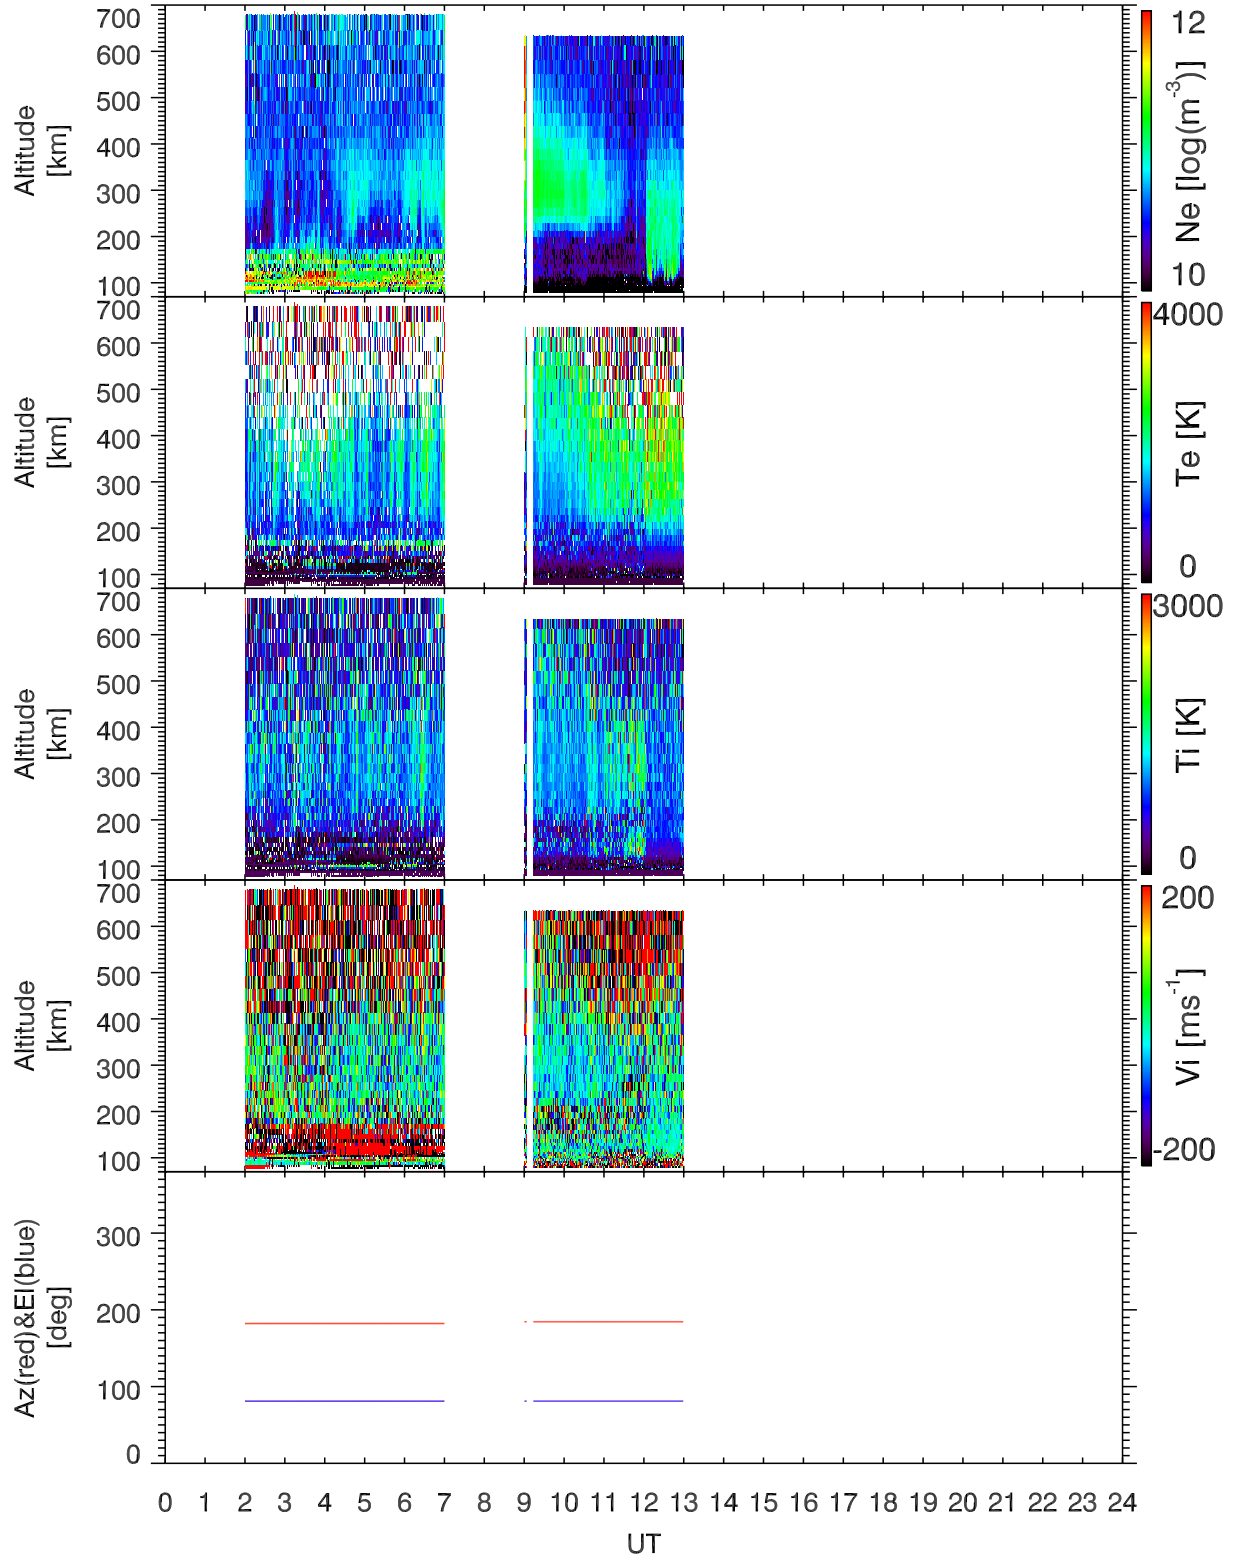 700
600
500
400
300
200
100
Altitude
[km]
12
Ne [log(m⁻³)]
10
700
600
500
400
300
200
100
Altitude
[km]
4000
Te [K]
0
700
600
500
400
300
200
100
Altitude
[km]
3000
Ti [K]
0
700
600
500
400
300
200
100
Altitude
[km]
200
Vi [ms⁻¹]
-200
300
200
100
0
Az(red)&El(blue)
[deg]
0 1 2 3 4 5 6 7 8 9 10 11 12 13 14 15 16 17 18 19 20 21 22 23 24
UT